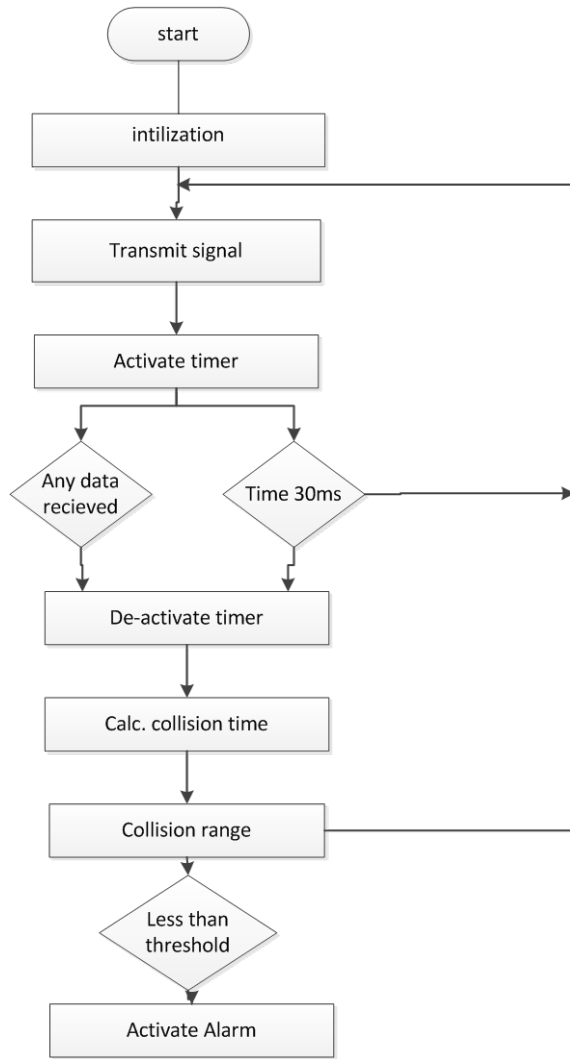 start
intilization
Transmit signal
Activate timer
Any data
recieved
Time 30ms
De-activate timer
Calc. collision time
Collision range
Less than
threshold
Activate Alarm